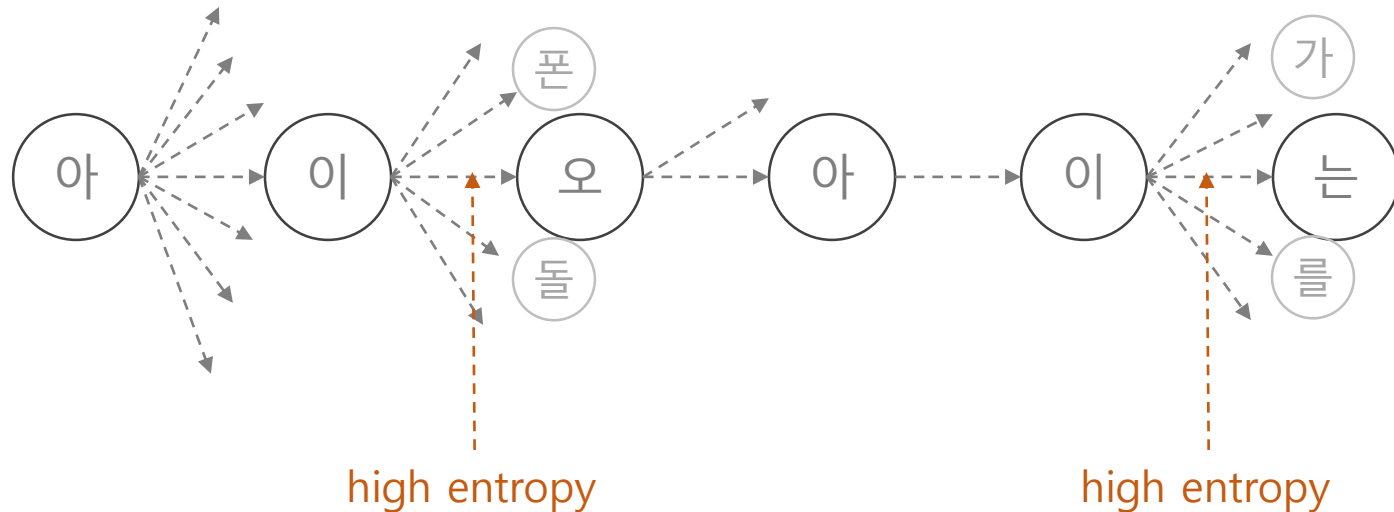 폰 가
아 이 오 아 이 는
돌 를
high entropy high entropy